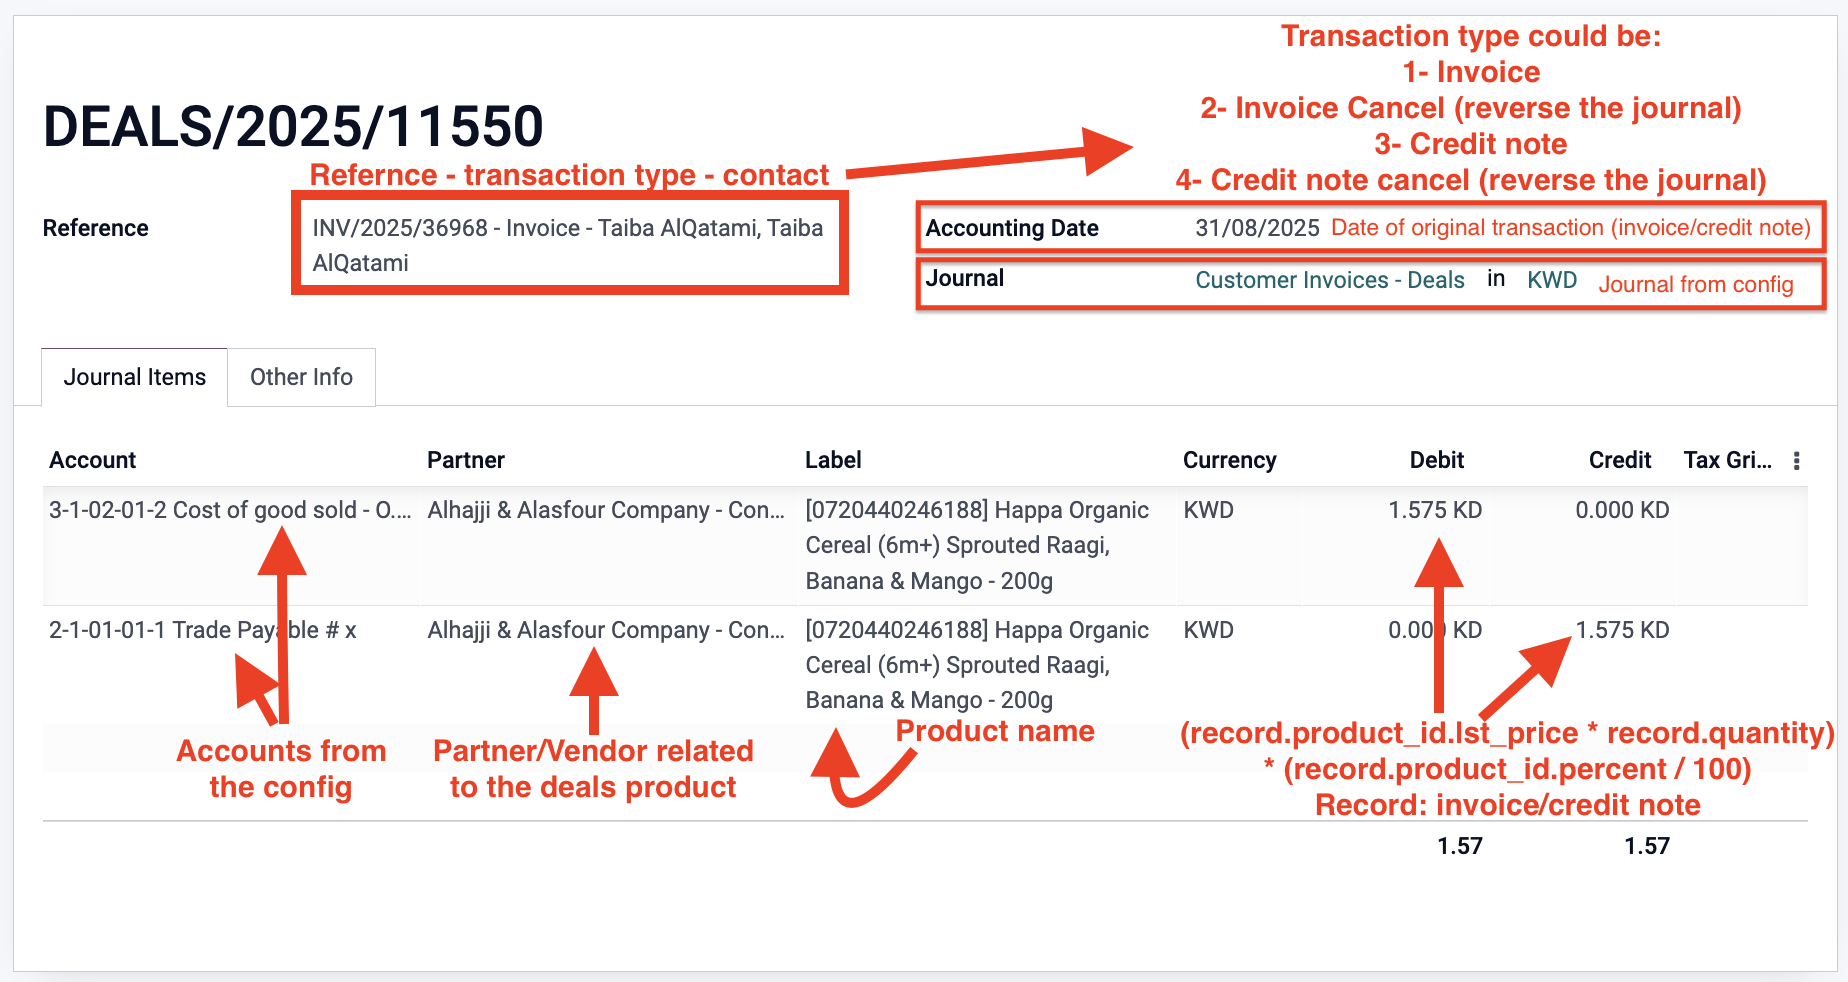 Transaction type could be:
1- Invoice
2- Invoice Cancel (reverse the journal)
3- Credit note
4- Credit note cancel (reverse the journal)
DEALS/2025/11550
Refernce - transaction type - contact
Reference
INV/2025/36968 - Invoice - Taiba AlQatami, Taiba
AlQatami
Accounting Date 31/08/2025 Date of original transaction (invoice/credit note)
Journal Customer Invoices - Deals in KWD Journal from config
Journal Items Other Info
Account Partner Label Currency Debit Credit Tax Gri...
3-1-02-01-2 Cost of good sold - O.... Alhajji & Alasfour Company - Con... [0720440246188] Happa Organic KWD 1.575 KD 0.000 KD
Cereal (6m+) Sprouted Raagi,
Banana & Mango - 200g
2-1-01-01-1 Trade Payable # x Alhajji & Alasfour Company - Con... [0720440246188] Happa Organic KWD 0.000 KD 1.575 KD
Cereal (6m+) Sprouted Raagi,
Banana & Mango - 200g
Accounts from
the config
Partner/Vendor related
to the deals product
Product name
(record.product_id.lst_price * record.quantity)
* (record.product_id.percent / 100)
Record: invoice/credit note
1.57 1.57